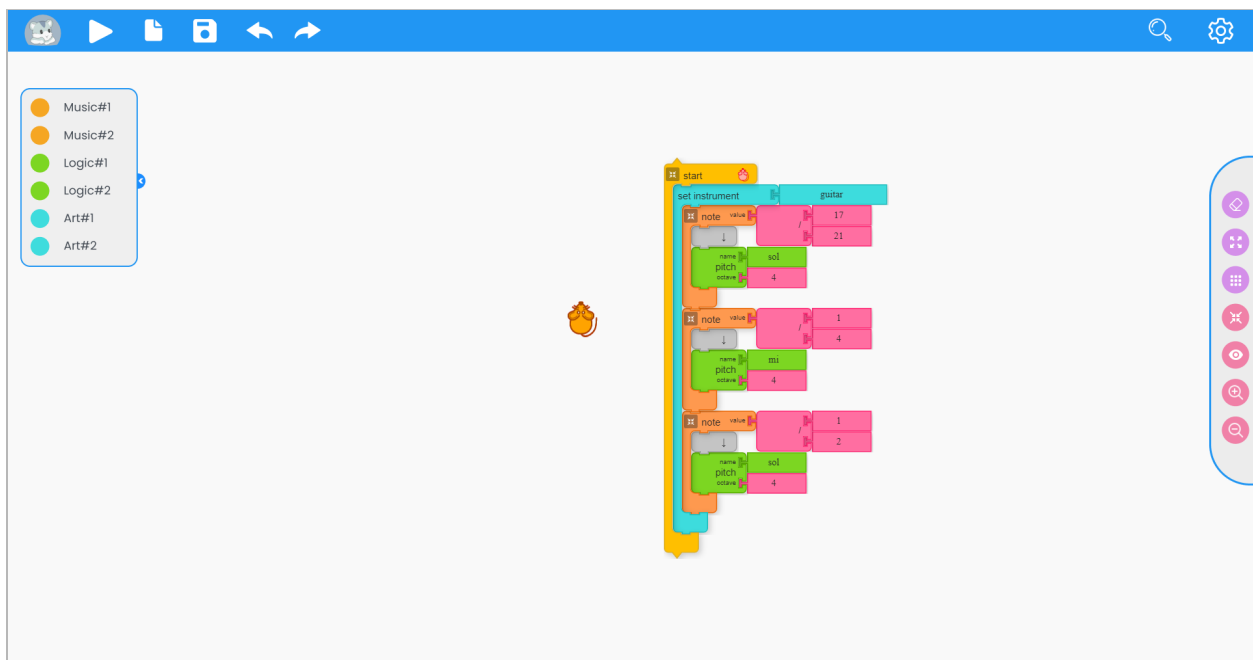 Music#1
Music#2
Logic#1
Logic#2
Art#1
Art#2
start
set instrument guitar
note value / 17
↓ 21
name sol
pitch
octave 4
note value / 1
↓ 4
name mi
pitch
octave 4
note value / 1
↓ 2
name sol
pitch
octave 4